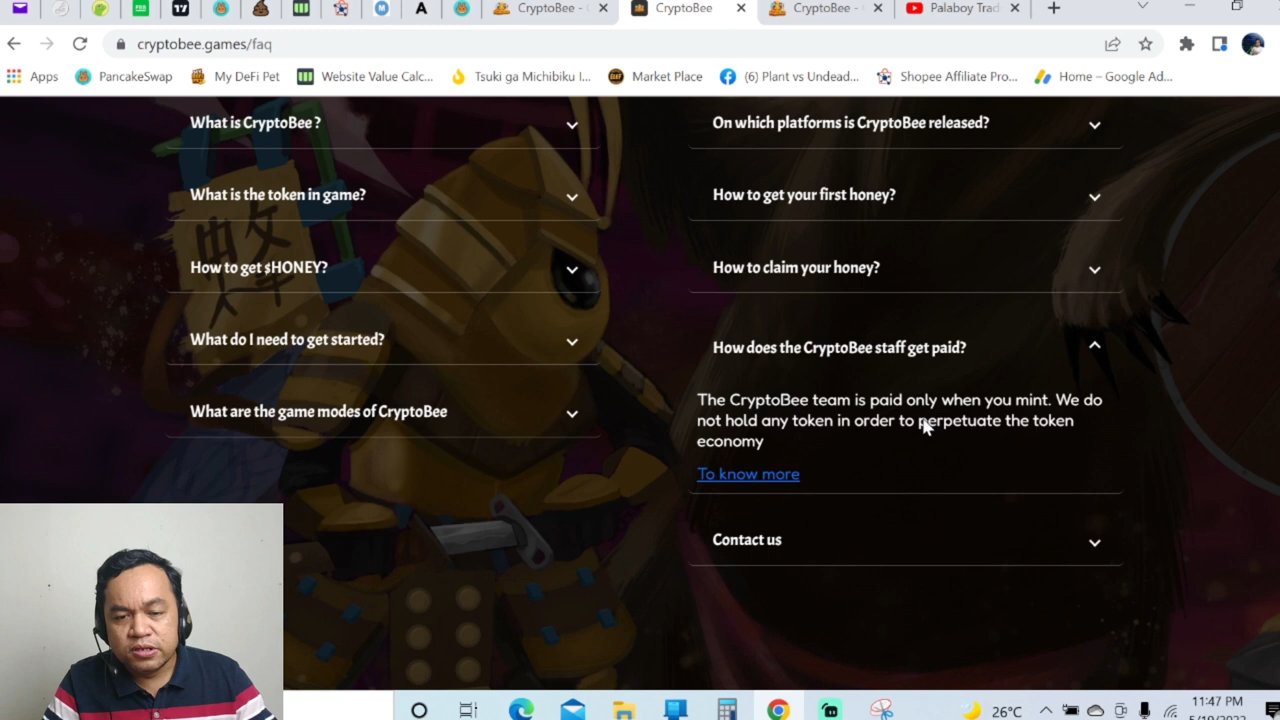 CryptoBee -
CryptoBee
CryptoBee -
Palaboy Trad
cryptobee.games/faq
Apps
PancakeSwap
My DeFi Pet
Website Value Calc...
Tsuki ga Michibiku I...
Market Place
(6) Plant vs Undead...
Shopee Affiliate Pro...
Home – Google Ad...
What is CryptoBee ?
What is the token in game?
How to get $HONEY?
What do I need to get started?
What are the game modes of CryptoBee
On which platforms is CryptoBee released?
How to get your first honey?
How to claim your honey?
How does the CryptoBee staff get paid?
The CryptoBee team is paid only when you mint. We do
not hold any token in order to perpetuate the token
economy
To know more
Contact us
26°C
11:47 PM